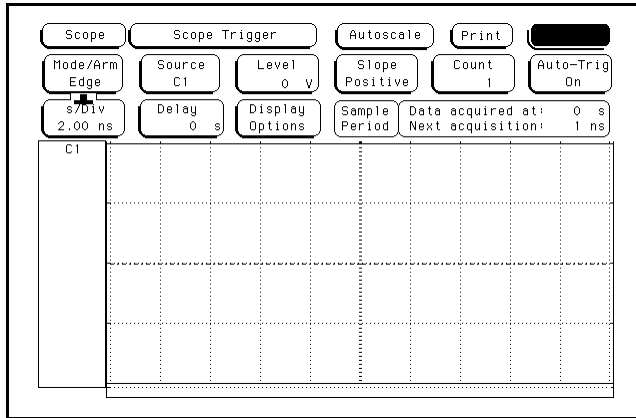 Scope
Scope Trigger
Autoscale
Print
Mode/Arm
Edge
Source
C1
Level
0 V
Slope
Positive
Count
1
Auto-Trig
On
s/Div
2.00 ns
Delay
0 s
Display
Options
Sample
Period
Data acquired at: 0 s
Next acquisition: 1 ns
C1